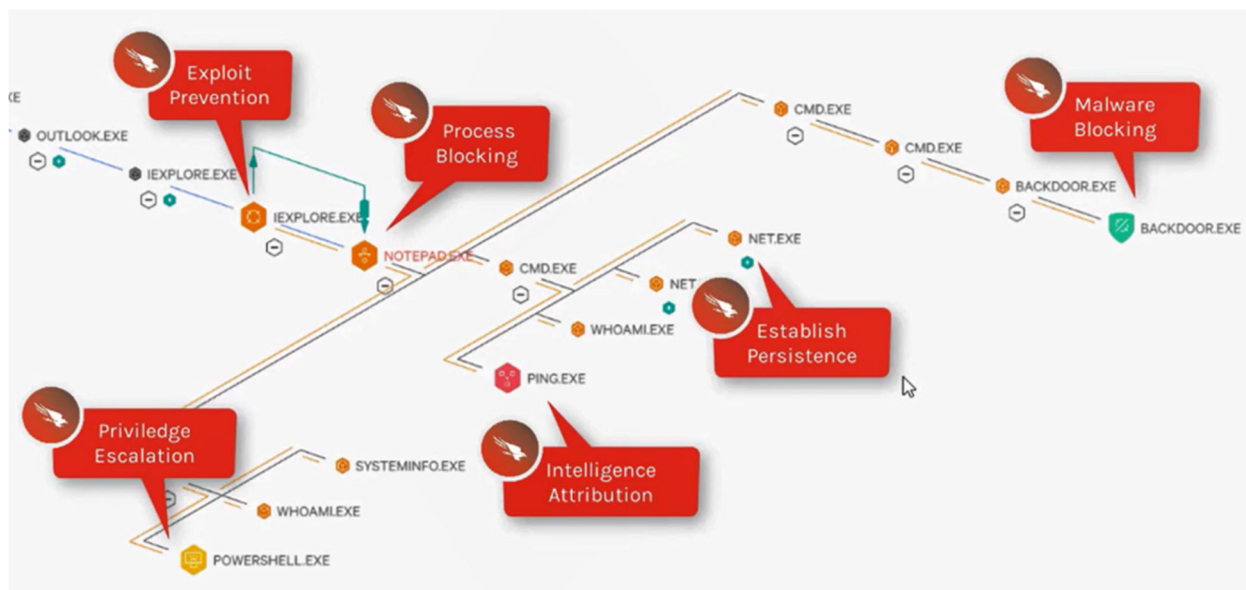 Exploit
Prevention
Process
Blocking
Malware
Blocking
OUTLOOK.EXE
IEXPLORE.EXE
IEXPLORE.EXE
NOTEPAD.EXE
CMD.EXE
CMD.EXE
BACKDOOR.EXE
BACKDOOR.EXE
CMD.EXE
NET.EXE
NET
WHOAMI.EXE
PING.EXE
Establish
Persistence
Priviledge
Escalation
Intelligence
Attribution
SYSTEMINFO.EXE
WHOAMI.EXE
POWERSHELL.EXE